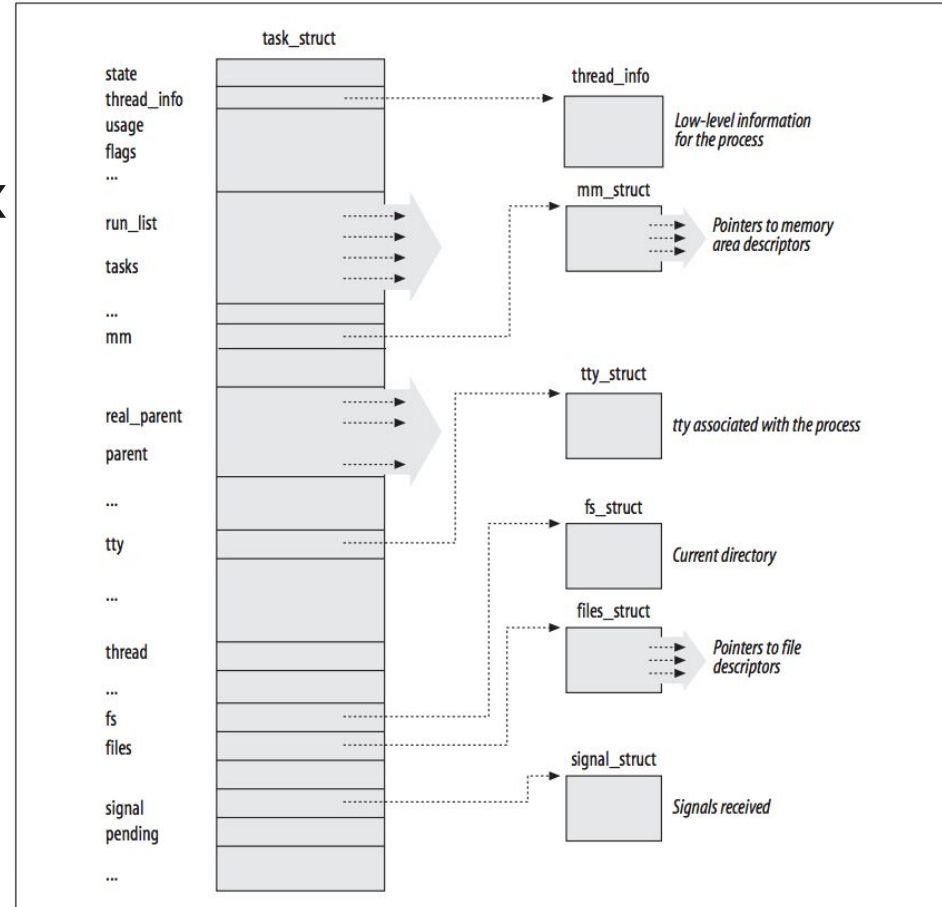 task_struct
state
thread_info
usage
flags
...
run_list
tasks
...
mm
real_parent
parent
...
tty
...
thread
...
fs
files
signal
pending
...
thread_info
Low-level information
for the process
mm_struct
Pointers to memory
area descriptors
tty_struct
tty associated with the process
fs_struct
Current directory
files_struct
Pointers to file
descriptors
signal_struct
Signals received